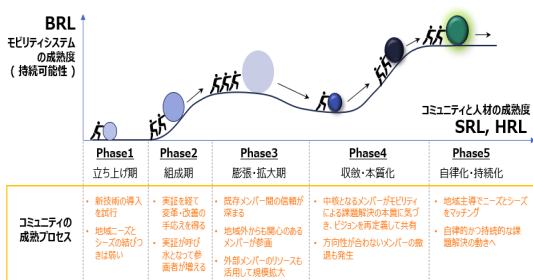 BRL
モビリティシステム
の成熟度
( 持続可能性 )
コミュニティと人材の成熟度
SRL, HRL
Phase1
立ち上げ期
Phase2
組成期
Phase3
膨張・拡大期
Phase4
収斂・本質化
Phase5
自律化・持続化
コミュニティの
成熟プロセス
• 新技術の導入
を試行
• 地域ニーズと
シーズの結びつ
きは弱い
• 実証を経て
変革・改善の
手応えを得る
• 実証が呼び
水となって参
画者が増える
• 既存メンバー間の信頼が
深まる
• 地域外からも関心のある
メンバーが参画
• 外部メンバーのリソースも
活用して規模拡大
• 中核となるメンバーがモビリティ
による課題解決の本質に気づ
き、ビジョンを再定義して共有
• 方向性が合わないメンバーの撤
退も発生
• 地域主導でニーズとシーズを
マッチング
• 自律的かつ持続的な課
題解決の動きへ